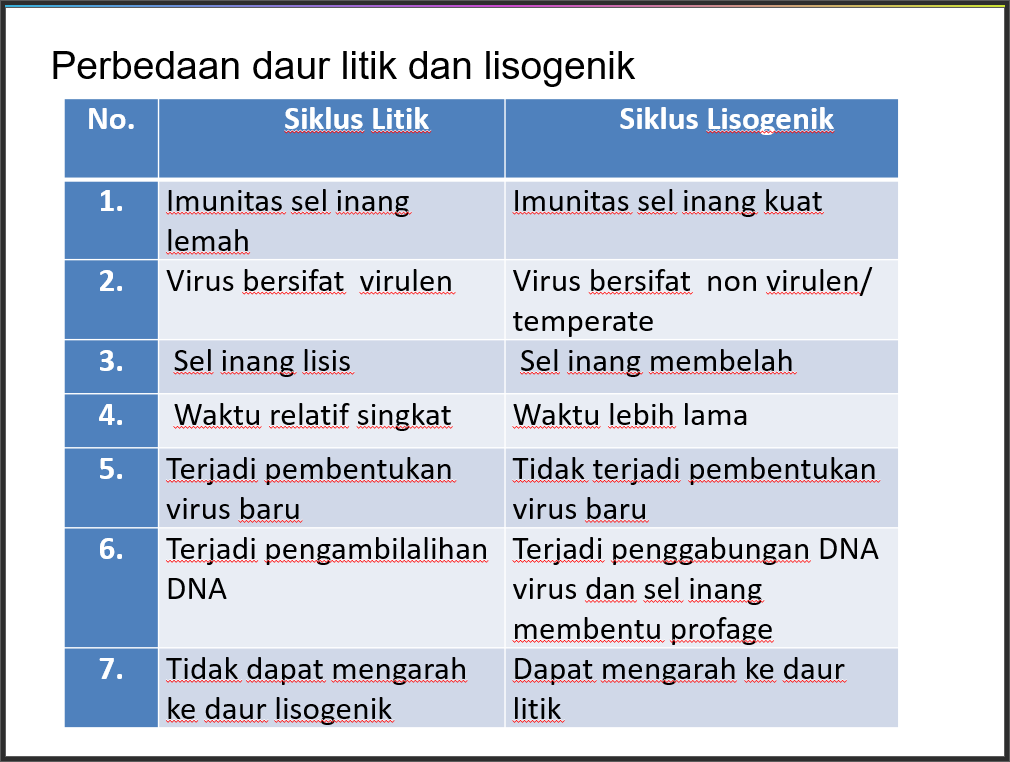 Perbedaan daur litik dan lisogenik
No. Siklus Litik Siklus Lisogenik
1. Imunitas sel inang Imunitas sel inang kuat
lemah
2. Virus bersifat virulen Virus bersifat non virulen/
temperate
3. Sel inang lisis Sel inang membelah
4. Waktu relatif singkat Waktu lebih lama
5. Terjadi pembentukan Tidak terjadi pembentukan
virus baru virus baru
6. Terjadi pengambilalihan Terjadi penggabungan DNA
DNA virus dan sel inang
membentu profage
7. Tidak dapat mengarah Dapat mengarah ke daur
ke daur lisogenik litik